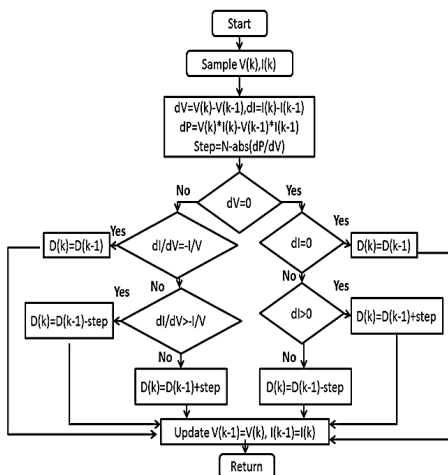 Start
Sample V(k),I(k)
dV=V(k)-V(k-1),dI=I(k)-I(k-1)
dP=V(k)*I(k)-V(k-1)*I(k-1)
Step=N-abs(dP/dV)
No
Yes
dV=0
Yes
D(k)=D(k-1)
dI/dV=-I/V
dI=0
Yes
D(k)=D(k-1)
No
No
Yes
D(k)=D(k-1)-step
dI/dV>-I/V
dI>0
Yes
D(k)=D(k-1)+step
No
No
D(k)=D(k-1)+step
D(k)=D(k-1)-step
Update V(k-1)=V(k), I(k-1)=I(k)
Return